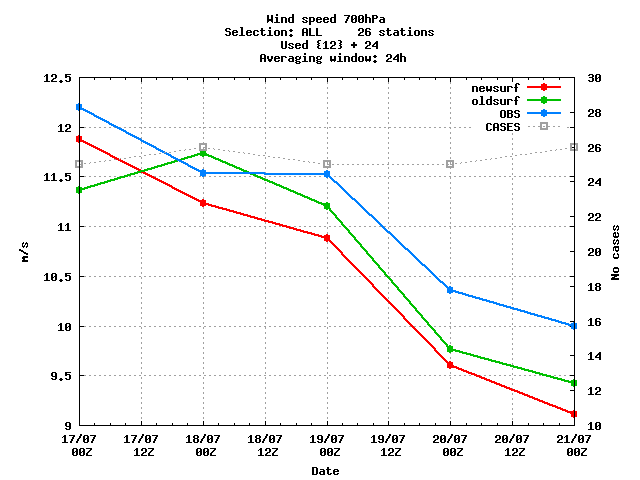 Wind speed 700hPa
Selection: ALL 26 stations
Used {12} + 24
Averaging window: 24h
newsurf
oldsurf
OBS
CASES
12.5
12
11.5
11
10.5
10
9.5
9
m/s
30
28
26
24
22
20
18
16
14
12
10
No cases
17/07 17/07 18/07 18/07 19/07 19/07 20/07 20/07 21/07
00Z 12Z 00Z 12Z 00Z 12Z 00Z 12Z 00Z
Date